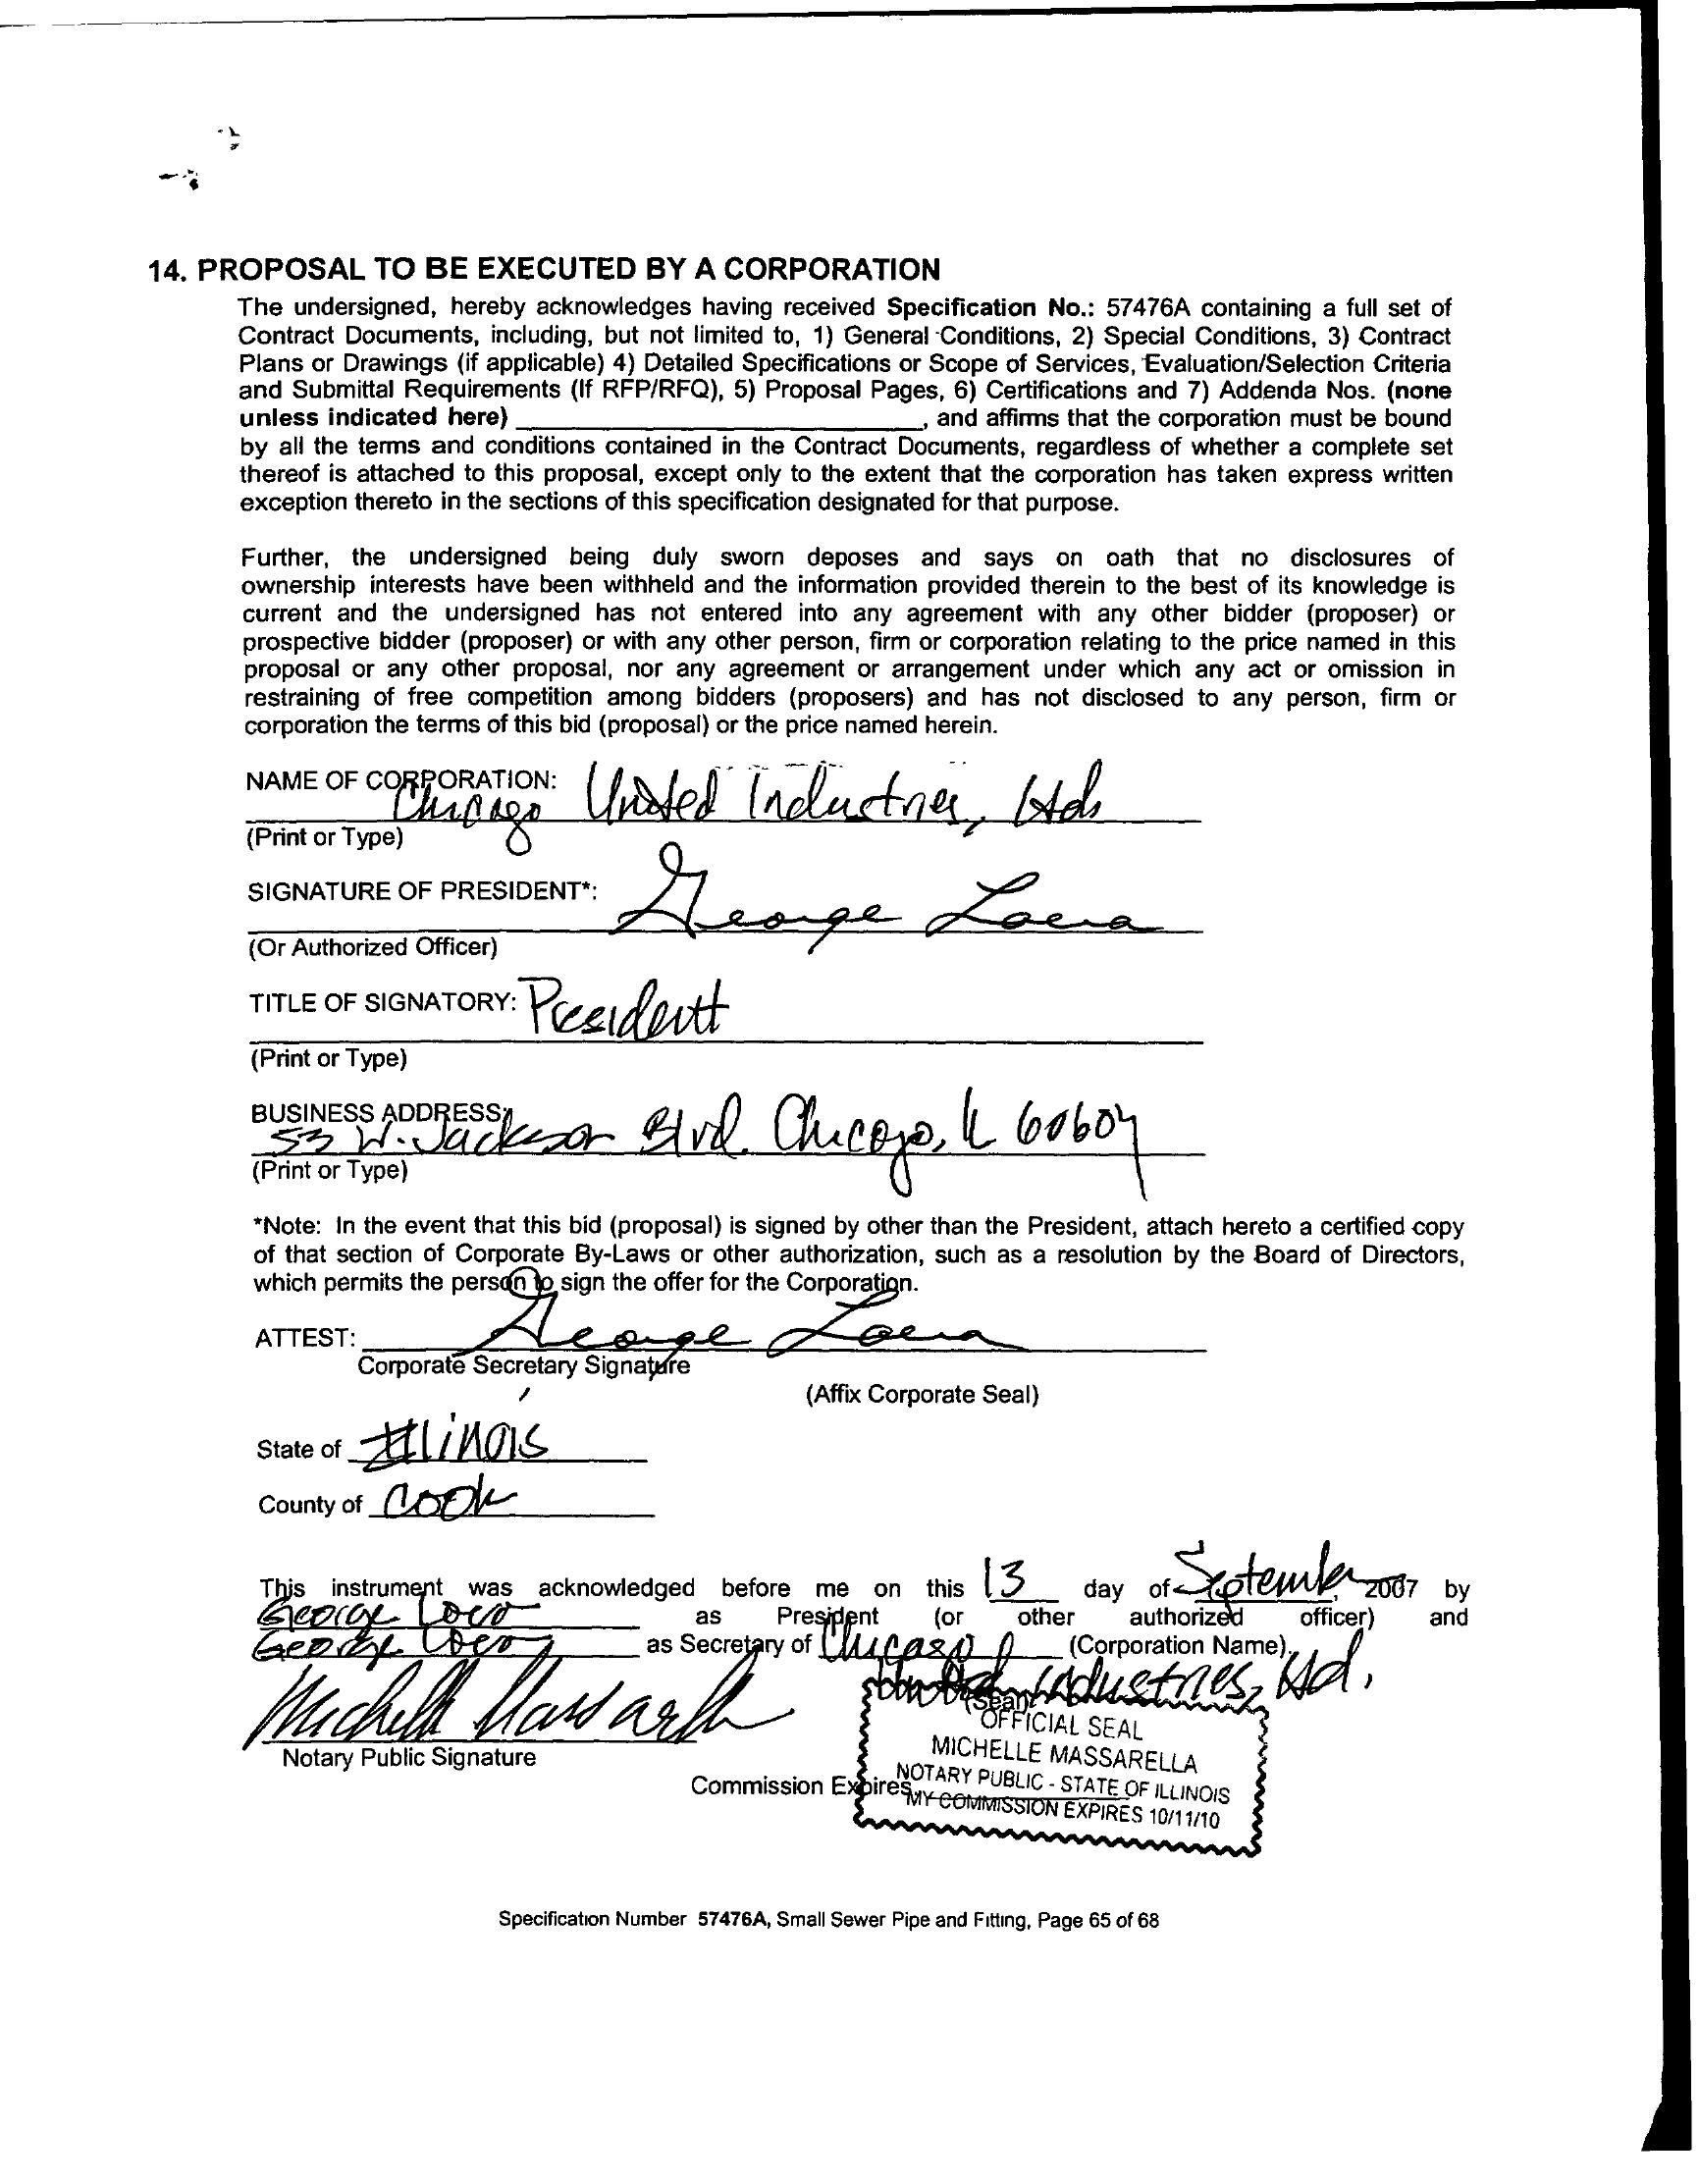 14. PROPOSAL TO BE EXECUTED BY A CORPORATION
The undersigned, hereby acknowledges having received Specification No.: 57476A containing a full set of
Contract Documents, including, but not limited to, 1) General Conditions, 2) Special Conditions, 3) Contract
Plans or Drawings (if applicable) 4) Detailed Specifications or Scope of Services, Evaluation/Selection Criteria
and Submittal Requirements (If RFP/RFQ), 5) Proposal Pages, 6) Certifications and 7) Addenda Nos. (none
unless indicated here) ________________, and affirms that the corporation must be bound
by all the terms and conditions contained in the Contract Documents, regardless of whether a complete set
thereof is attached to this proposal, except only to the extent that the corporation has taken express written
exception thereto in the sections of this specification designated for that purpose.
Further, the undersigned being duly sworn deposes and says on oath that no disclosures of
ownership interests have been withheld and the information provided therein to the best of its knowledge is
current and the undersigned has not entered into any agreement with any other bidder (proposer) or
prospective bidder (proposer) or with any other person, firm or corporation relating to the price named in this
proposal or any other proposal, nor any agreement or arrangement under which any act or omission in
restraining of free competition among bidders (proposers) and has not disclosed to any person, firm or
corporation the terms of this bid (proposal) or the price named herein.
NAME OF CORPORATION:
Chicago United Industries, Ltd.
(Print or Type)
SIGNATURE OF PRESIDENT*: George Loera
(Or Authorized Officer)
TITLE OF SIGNATORY: President
(Print or Type)
BUSINESS ADDRESS:
53 W. Jackson Blvd. Chicago, IL 60604
(Print or Type)
*Note: In the event that this bid (proposal) is signed by other than the President, attach hereto a certified copy
of that section of Corporate By-Laws or other authorization, such as a resolution by the Board of Directors,
which permits the person to sign the offer for the Corporation.
ATTEST: George Loera
Corporate Secretary Signature
(Affix Corporate Seal)
State of Illinois
County of Cook
This instrument was acknowledged before me on this 13 day of September, 2007 by
George as President (or other authorized officer) and
George as Secretary of Chicago (Corporation Name).
United Industries, Ltd.
(Seal)
Michelle Massarella
Notary Public Signature
OFFICIAL SEAL
MICHELLE MASSARELLA
NOTARY PUBLIC - STATE OF ILLINOIS
Commission Expires
MY COMMISSION EXPIRES 10/11/10
Specification Number 57476A, Small Sewer Pipe and Fitting, Page 65 of 68